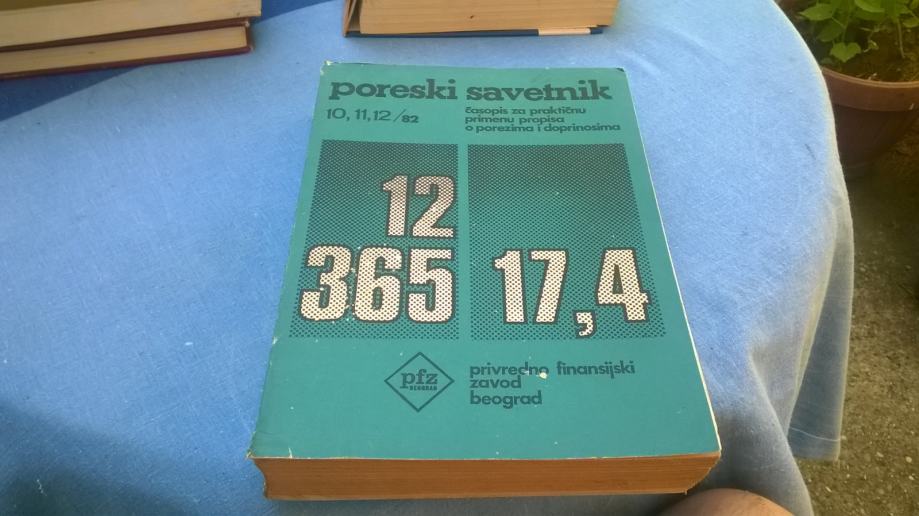 poreski savetnik
10, 11, 12/82
časopis za praktičnu
primenu propisa
o porezima i doprinosima
12
365
17,4
pfz
BEOGRAD
privredno finansijski
zavod
beograd